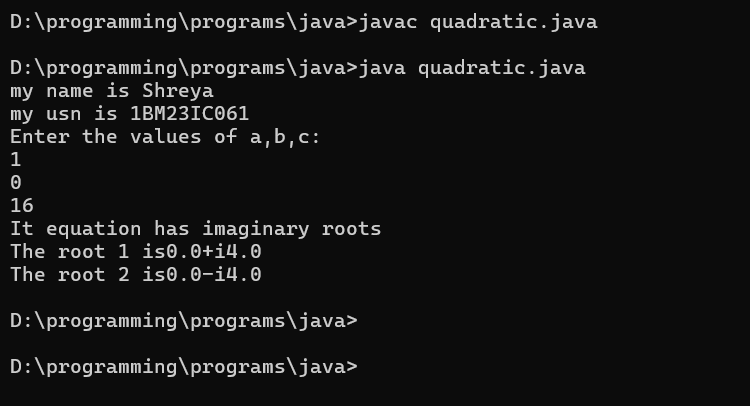 D:\programming\programs\java>javac quadratic.java
D:\programming\programs\java>java quadratic.java
my name is Shreya
my usn is 1BM23IC061
Enter the values of a,b,c:
1
0
16
It equation has imaginary roots
The root 1 is0.0+i4.0
The root 2 is0.0-i4.0
D:\programming\programs\java>
D:\programming\programs\java>